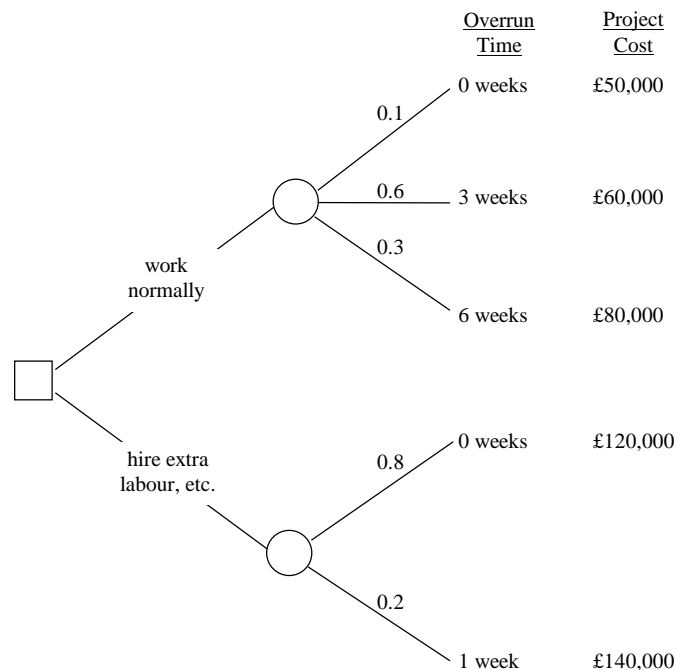 Overrun Time
Project Cost
0 weeks £50,000
0.1
0.6
3 weeks £60,000
0.3
work
normally
6 weeks £80,000
0 weeks £120,000
hire extra
labour, etc.
0.8
0.2
1 week £140,000